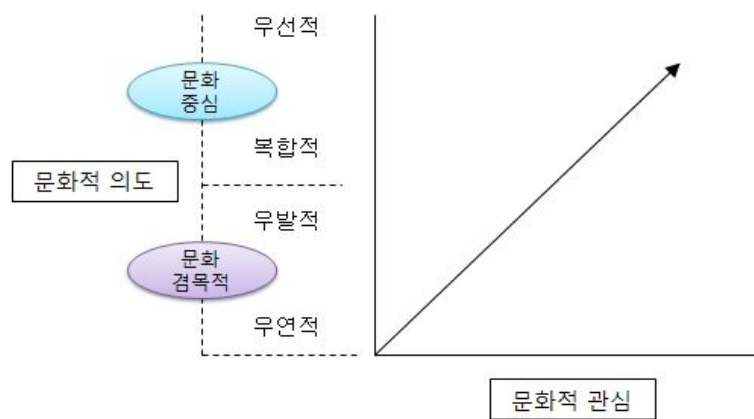 우선적
문화
중심
복합적
문화적 의도
우발적
문화
겸목적
우연적
문화적 관심